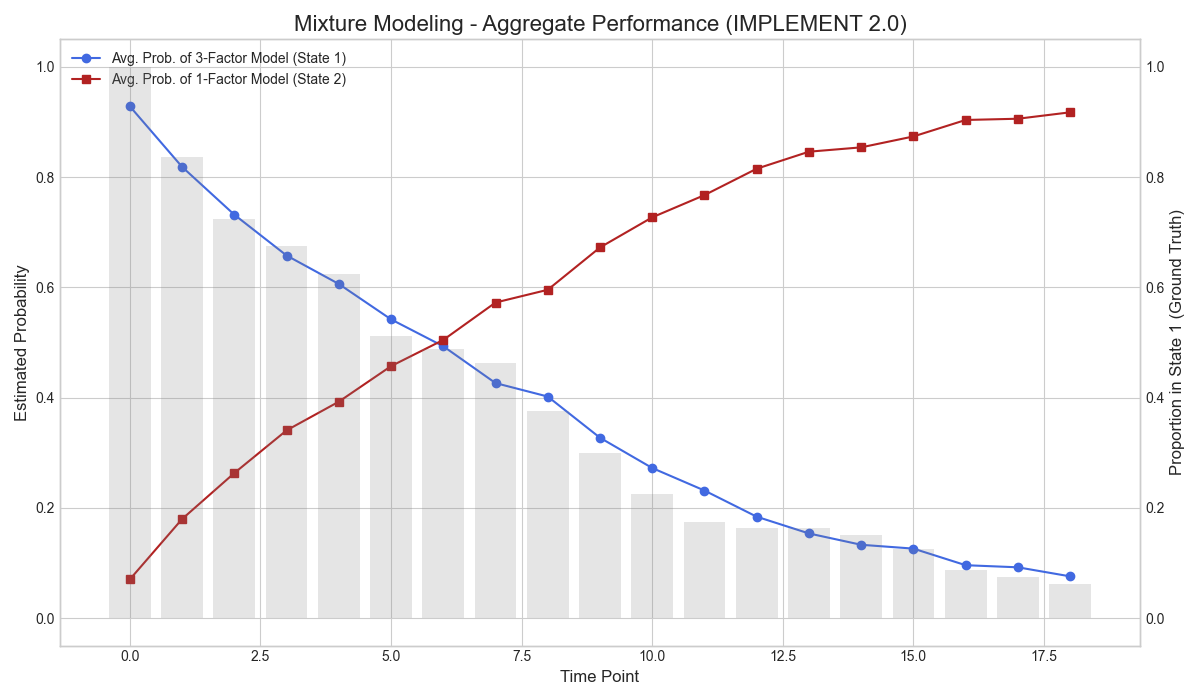 Mixture Modeling - Aggregate Performance (IMPLEMENT 2.0)
Avg. Prob. of 3-Factor Model (State 1)
Avg. Prob. of 1-Factor Model (State 2)
Estimated Probability
1.0
0.8
0.6
0.4
0.2
0.0
1.0
0.8
0.6
0.4
0.2
0.0
Proportion in State 1 (Ground Truth)
0.0 2.5 5.0 7.5 10.0 12.5 15.0 17.5
Time Point